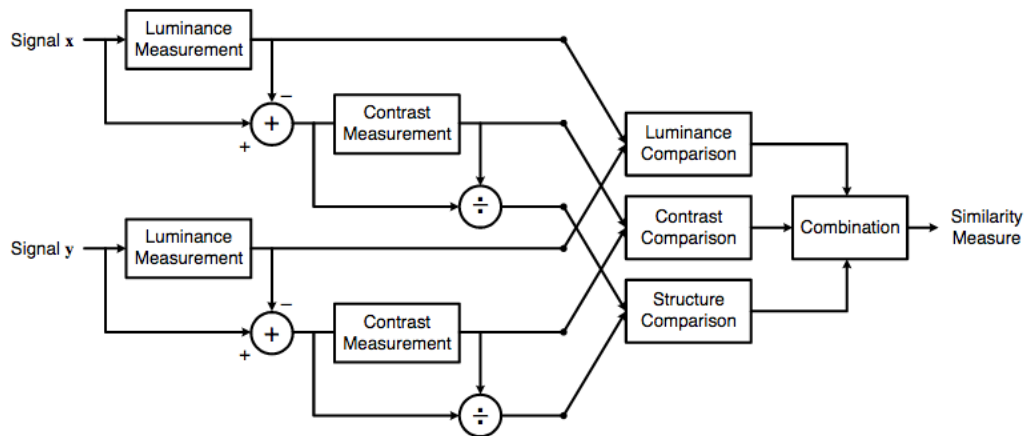 Signal x
Luminance
Measurement
−
+
+
Contrast
Measurement
÷
Signal y
Luminance
Measurement
−
+
+
Contrast
Measurement
÷
Luminance
Comparison
Contrast
Comparison
Structure
Comparison
Combination
Similarity
Measure